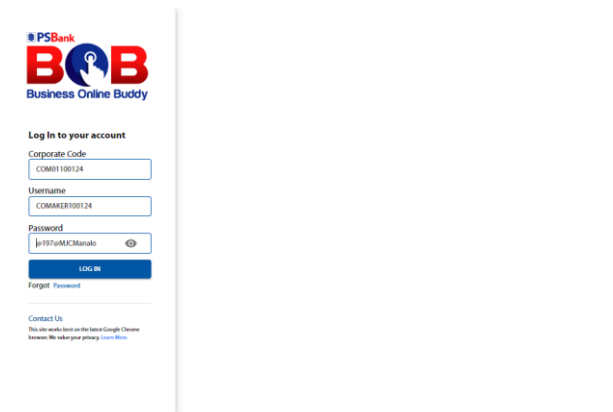 PSBank
BOB
Business Online Buddy
Log In to your account
Corporate Code
COM01100124
Username
COMAKER100124
Password
@197@MJCManalo
LOG IN
Forgot Password
Contact Us
This site works best on the latest Google Chrome
browser. We value your privacy. Learn More.